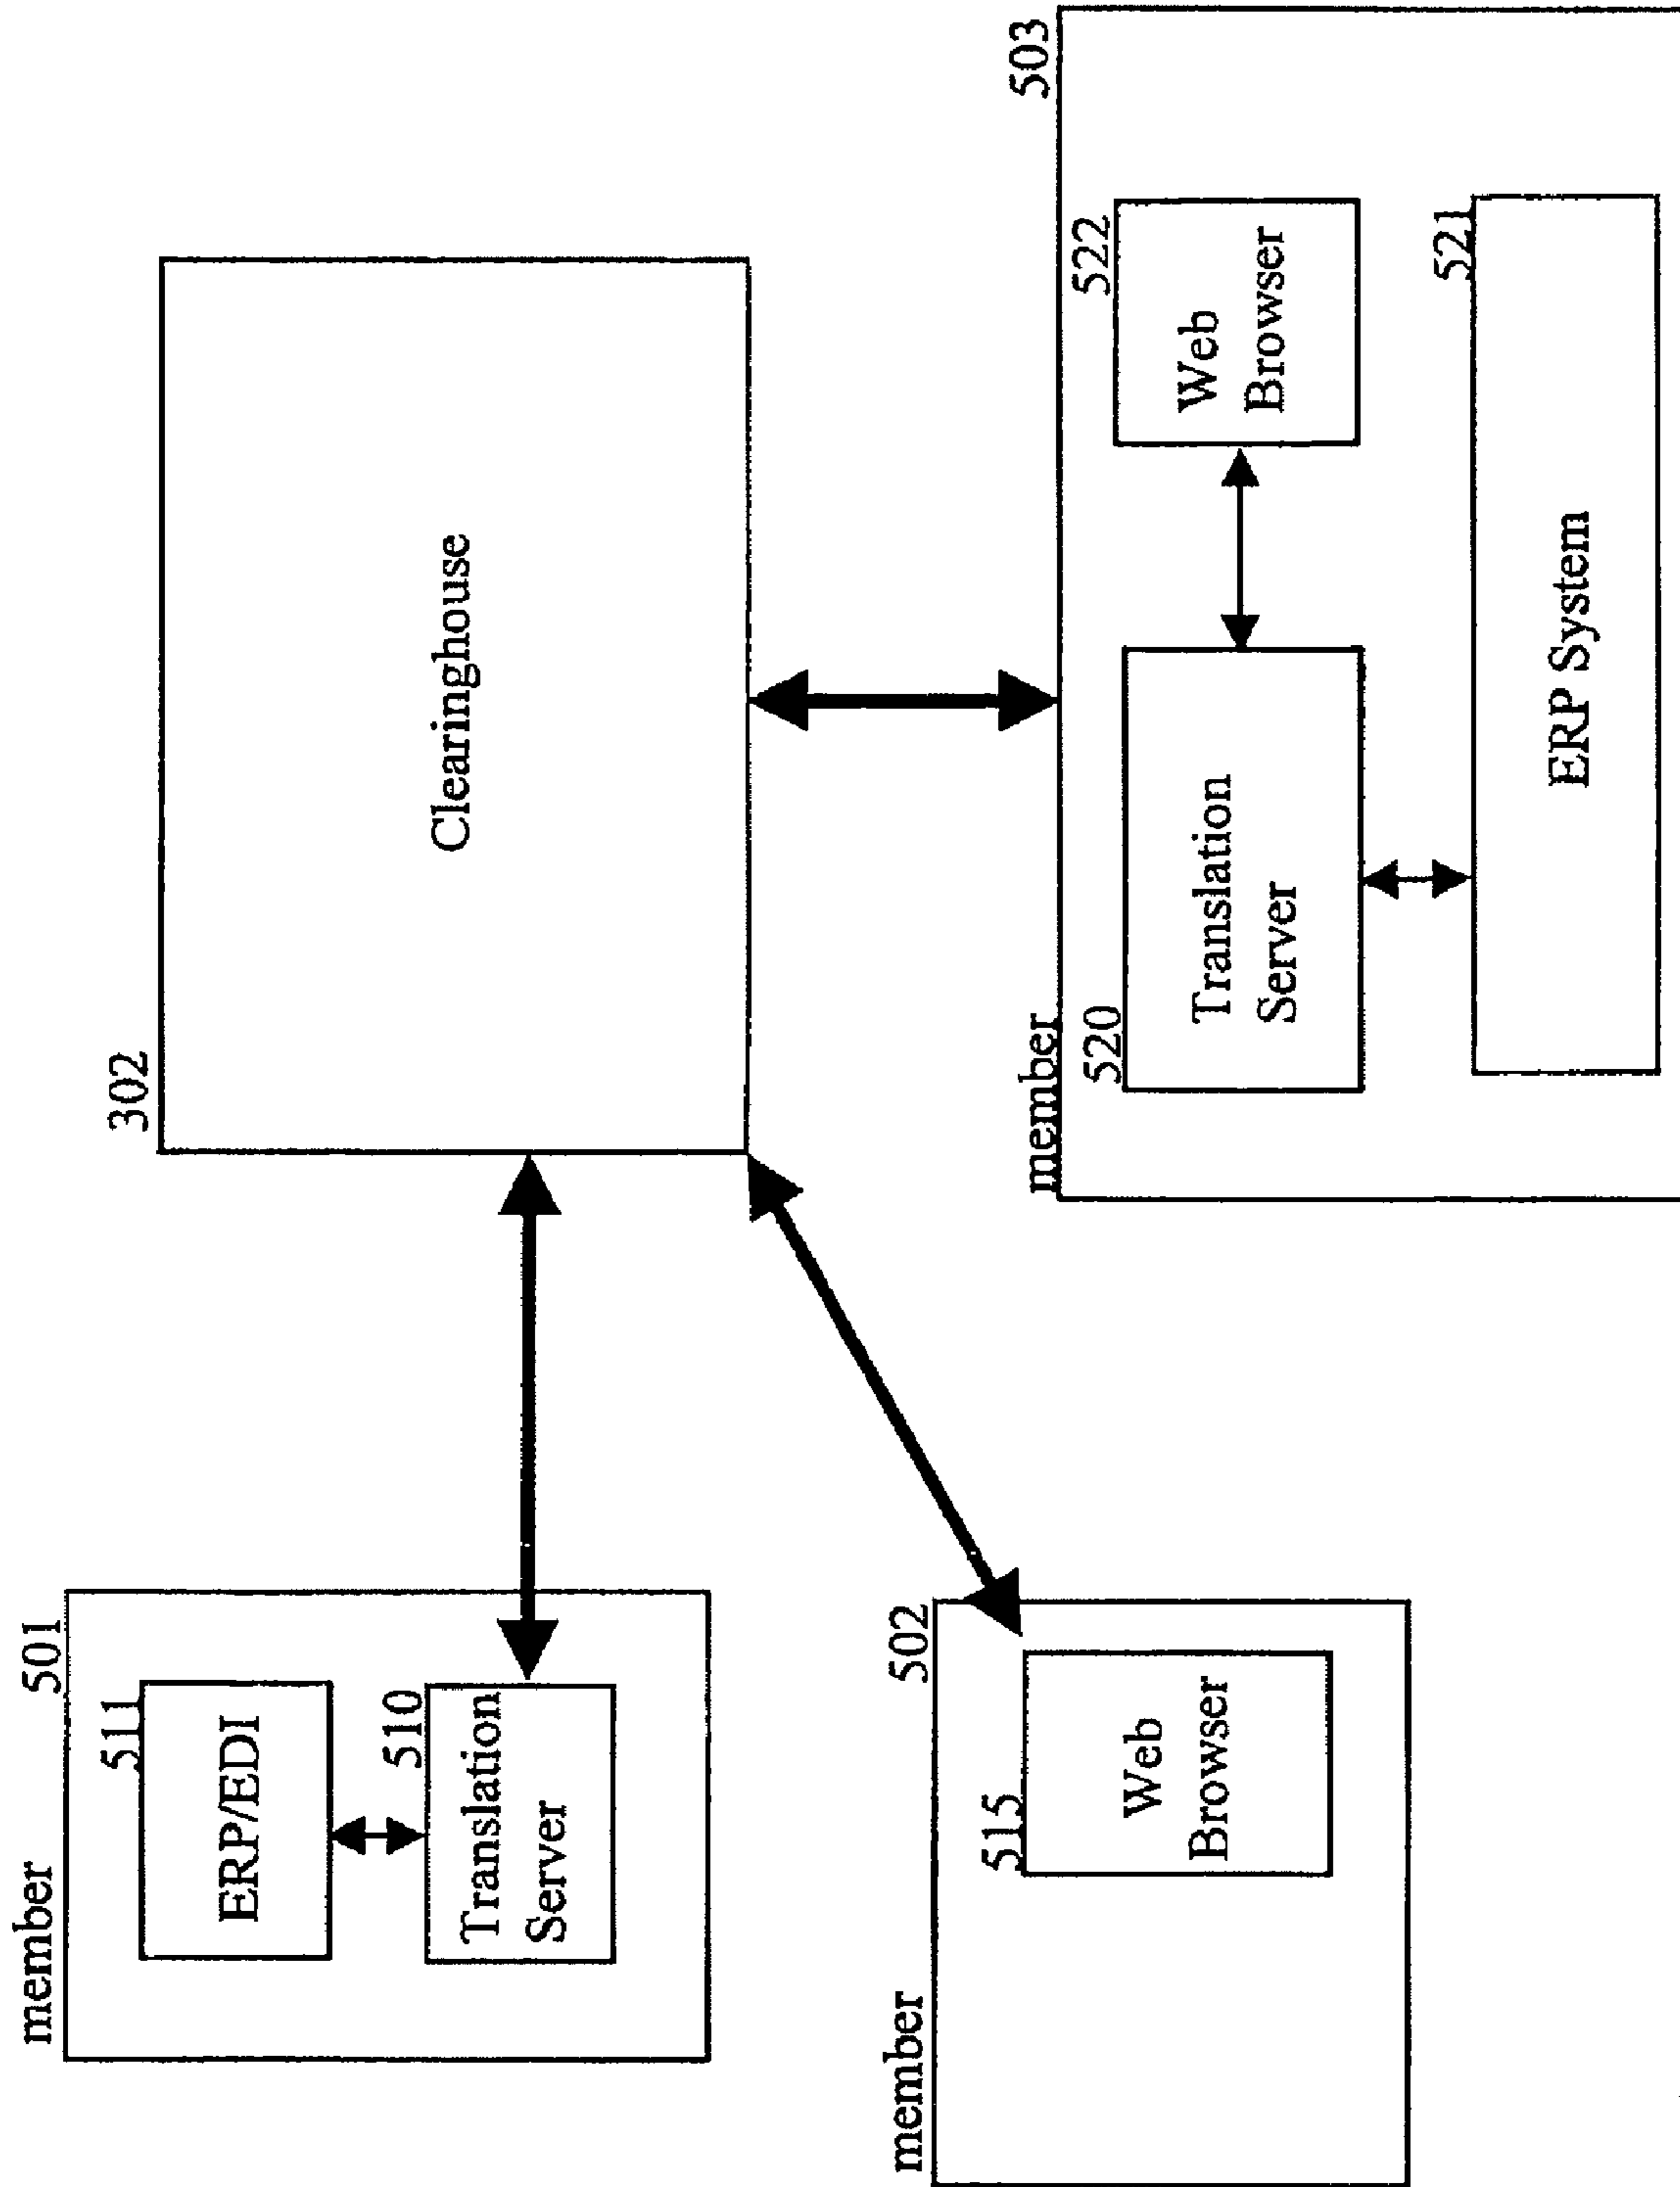 member 501
511
ERP/EDI
510
Translation
Server
302
Clearinghouse
member 502
515
Web
Browser
member
503
520
Translation
Server
522
Web
Browser
521
ERP System